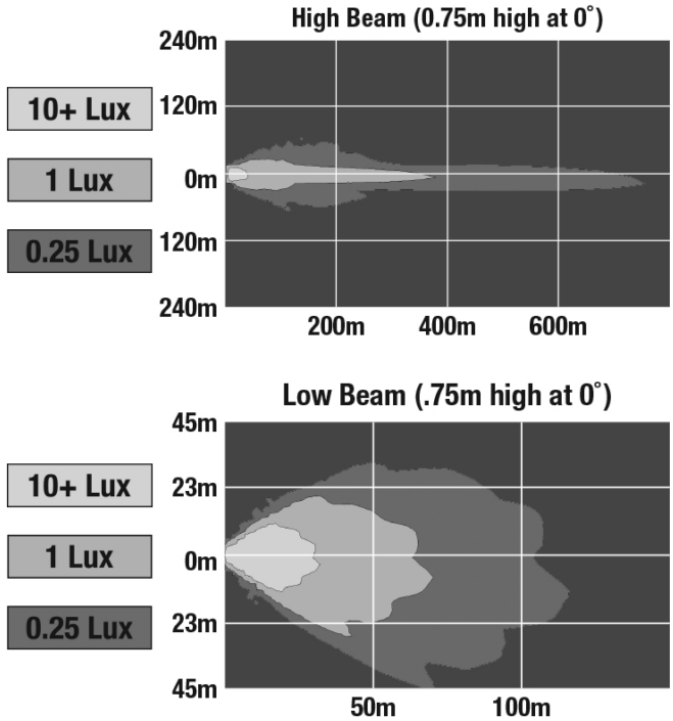 High Beam (0.75m high at 0˚)
240m
10+ Lux
120m
1 Lux
0m
0.25 Lux
120m
240m
200m 400m 600m
Low Beam (.75m high at 0˚)
45m
10+ Lux
23m
1 Lux
0m
0.25 Lux
23m
45m
50m 100m